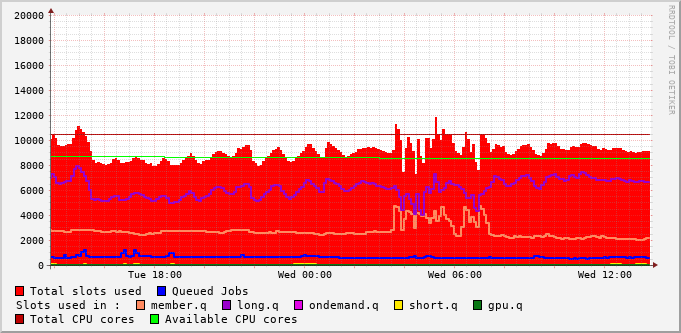 20000
18000
16000
14000
12000
10000
8000
6000
4000
2000
0
Tue 18:00 Wed 00:00 Wed 06:00 Wed 12:00
Total slots used Queued Jobs
Slots used in : member.q long.q ondemand.q short.q gpu.q
Total CPU cores Available CPU cores
RRDTOOL / TOBI OETIKER